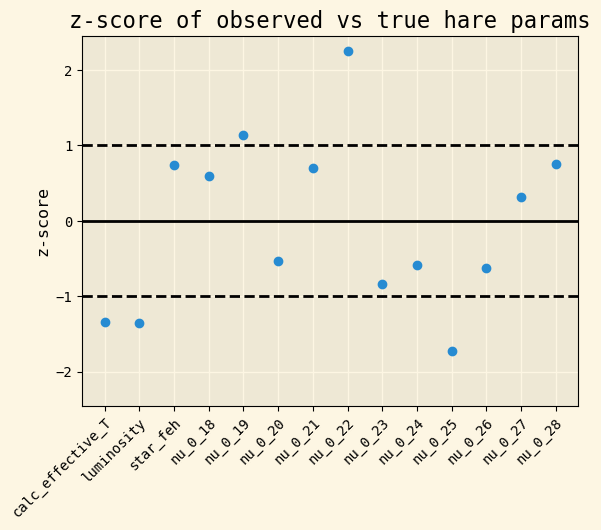 z-score of observed vs true hare params
z-score
2
1
0
−1
−2
calc_effective_T
luminosity
star_feh
nu_0_18
nu_0_19
nu_0_20
nu_0_21
nu_0_22
nu_0_23
nu_0_24
nu_0_25
nu_0_26
nu_0_27
nu_0_28